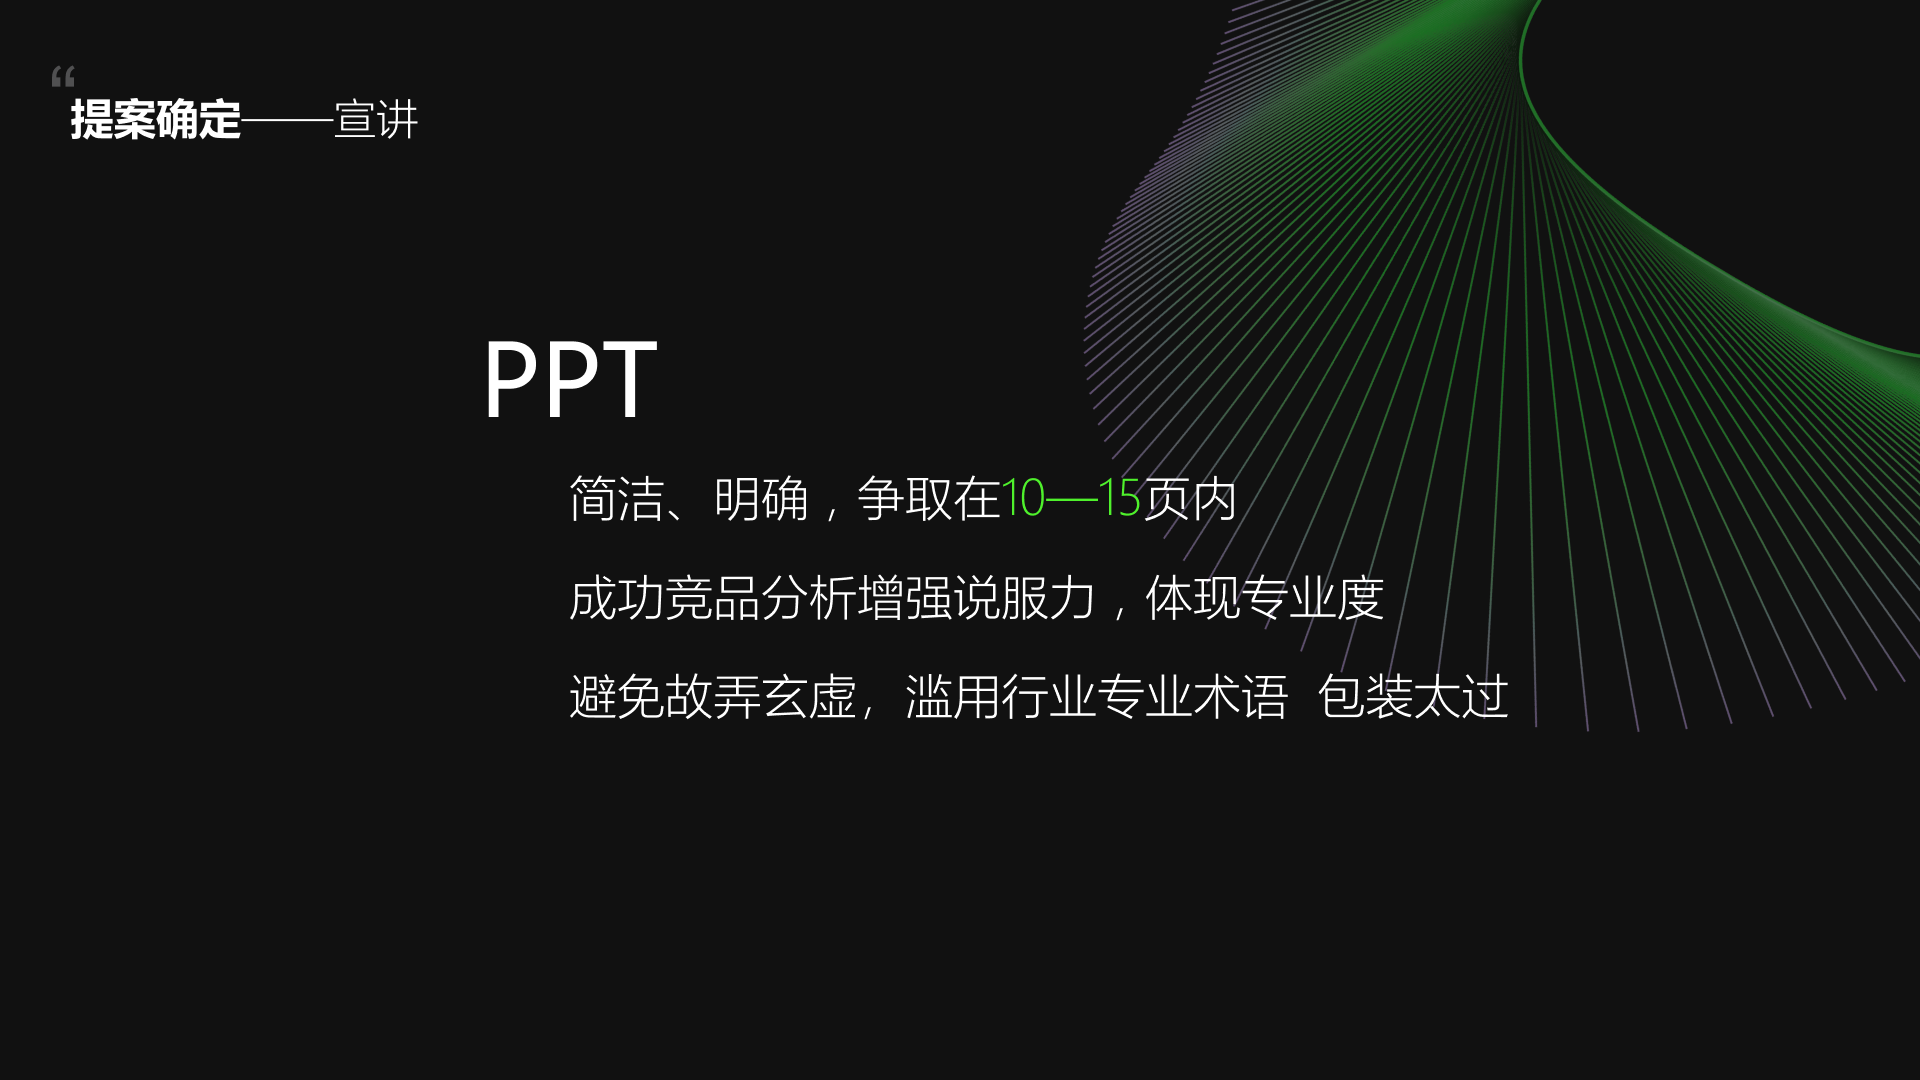 “
提案确定——宣讲
PPT
简洁、明确，争取在10—15页内
成功竞品分析增强说服力，体现专业度
避免故弄玄虚，滥用行业专业术语 包装太过